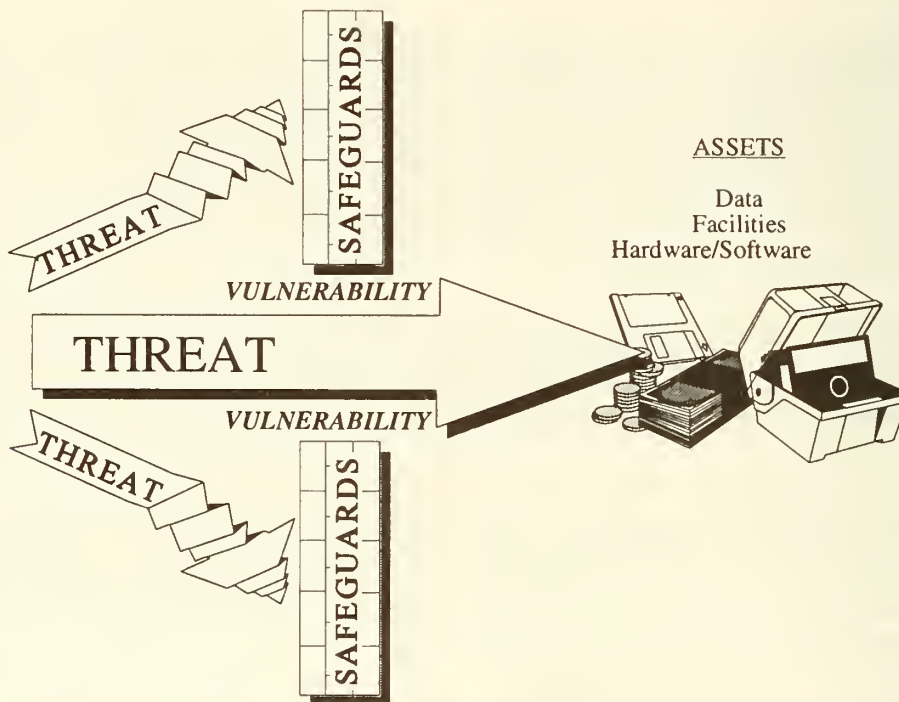 SAFEGUARDS
THREAT
ASSETS
Data
Facilities
Hardware/Software
VULNERABILITY
THREAT
VULNERABILITY
THREAT
SAFEGUARDS